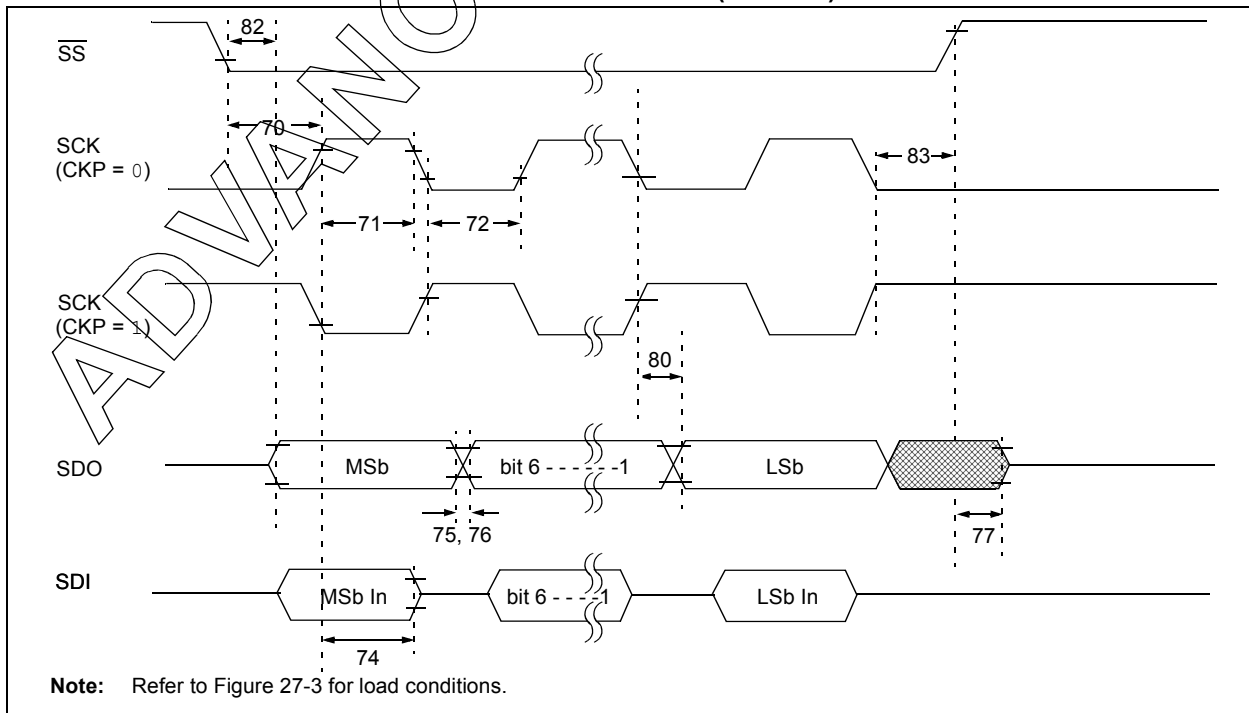 82
SS
70
SCK
(CKP = 0)
83
71
72
SCK
(CKP = 1)
80
SDO
MSb
bit 6 - - - - - -1
LSb
75, 76
77
SDI
MSb In
bit 6 - - - -1
LSb In
74
Note: Refer to Figure 27-3 for load conditions.